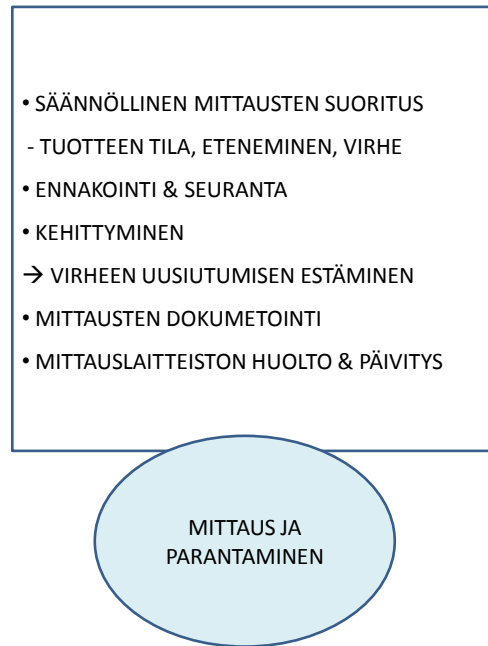 • SÄÄNNÖLLINEN MITTAUSTEN SUORITUS
- TUOTTEEN TILA, ETENEMINEN, VIRHE
• ENNAKOINTI & SEURANTA
• KEHITTYMINEN
→ VIRHEEN UUSIUTUMISEN ESTÄMINEN
• MITTAUSTEN DOKUMETOINTI
• MITTAUSLAITTEISTON HUOLTO & PÄIVITYS
MITTAUS JA
PARANTAMINEN